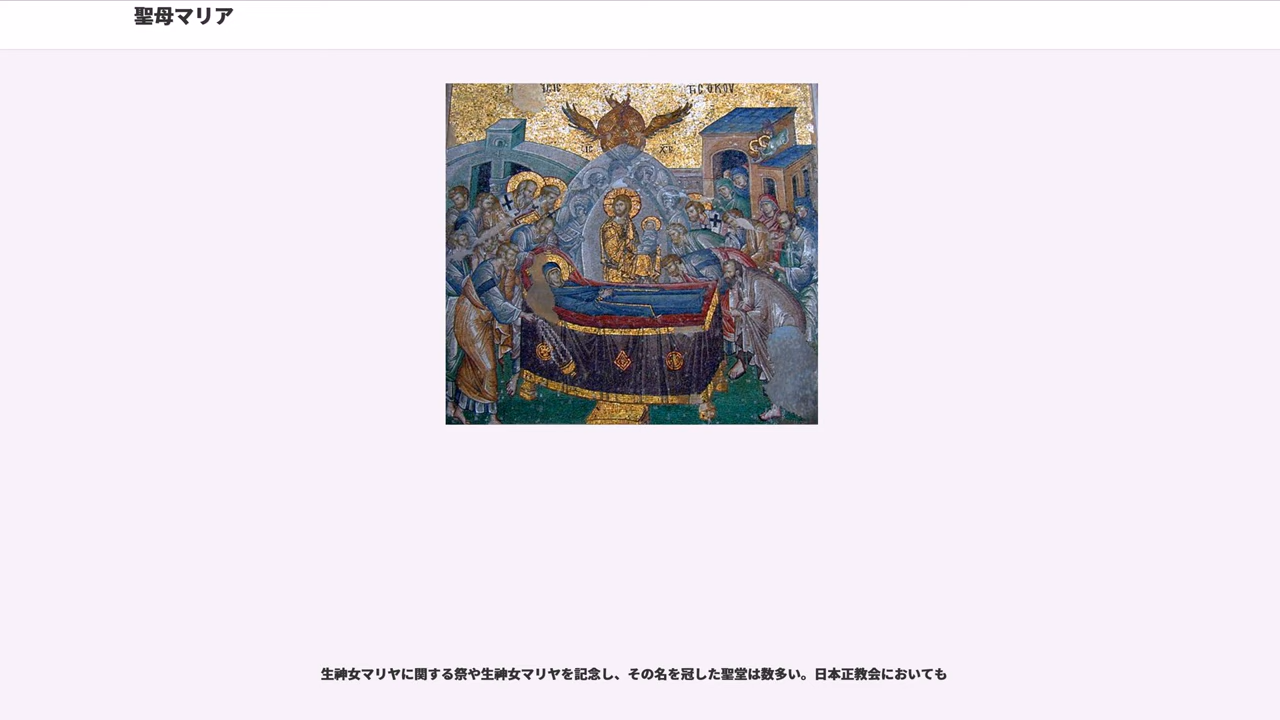 聖母マリア
生神女マリヤに関する祭や生神女マリヤを記念し、その名を冠した聖堂は数多い。日本正教会においても